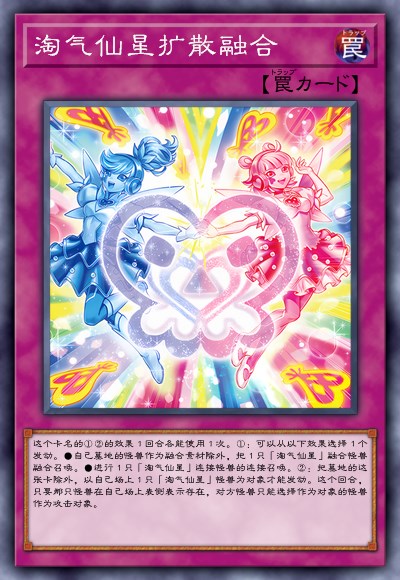 淘气仙星扩散融合
罠
トラップ
【罠カード】
トラップ
这个卡名的①②的效果1回合各能使用1次。①:可以从以下效果选择1个
发动。●自己墓地的怪兽作为融合素材除外,把1只「淘气仙星」融合怪兽
融合召唤。●进行1只「淘气仙星」连接怪兽的连接召唤。②:把墓地的这
张卡除外,以自己场上1只「淘气仙星」怪兽为对象才能发动。这个回合,
只要那只怪兽在自己场上表侧表示存在,对方怪兽只能选择作为对象的怪兽
作为攻击对象。